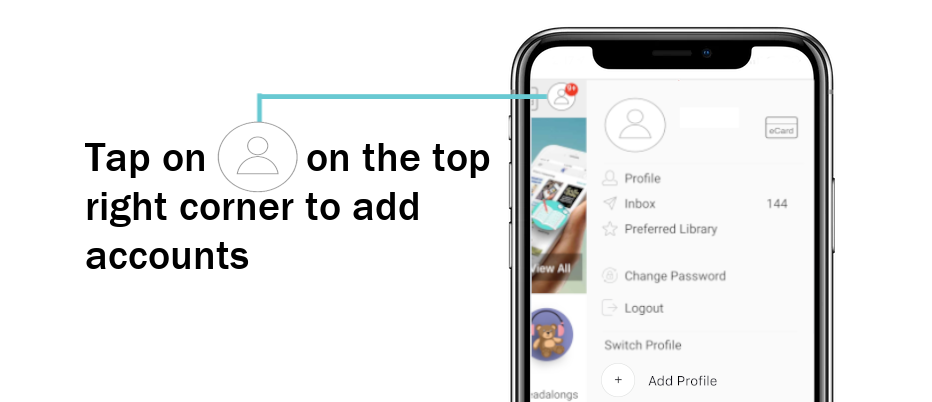 Tap on on the top
right corner to add
accounts
9+
eCard
Profile
Inbox 144
Preferred Library
View All
Change Password
Logout
Switch Profile
+ Add Profile
eadalongs